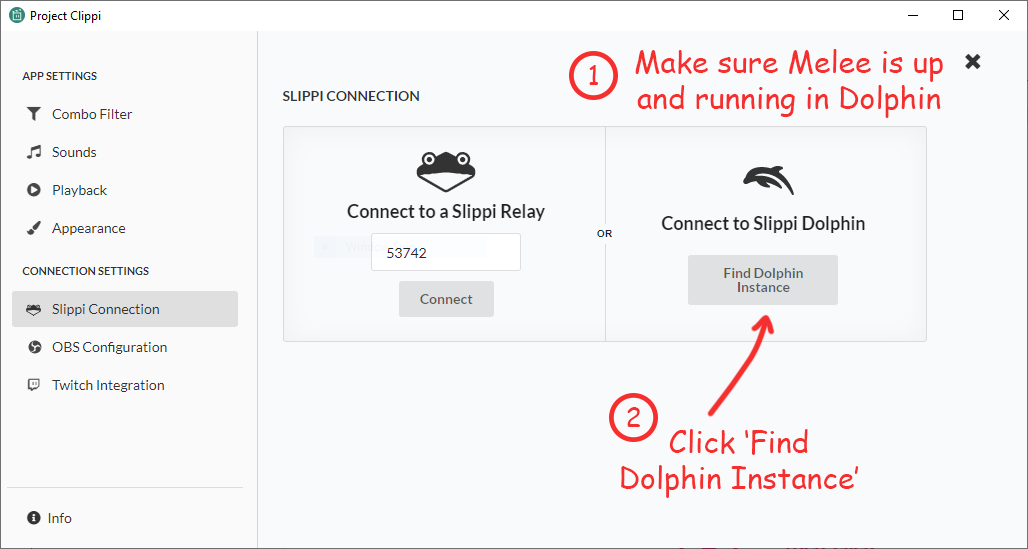 Project Clippi
APP SETTINGS
Combo Filter
Sounds
Playback
Appearance
CONNECTION SETTINGS
Slippi Connection
OBS Configuration
Twitch Integration
Info
1
Make sure Melee is up
and running in Dolphin
SLIPPI CONNECTION
Connect to a Slippi Relay
53742
Connect
OR
Connect to Slippi Dolphin
Find Dolphin
Instance
2
Click ‘Find
Dolphin Instance’